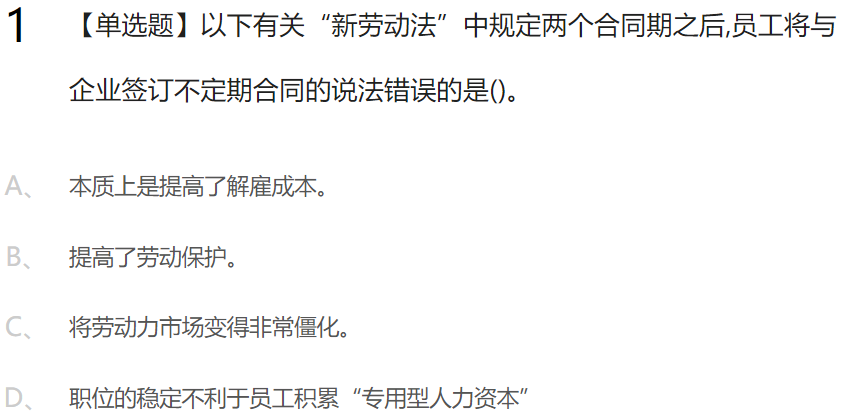 1 【单选题】以下有关“新劳动法”中规定两个合同期之后,员工将与
企业签订不定期合同的说法错误的是()。
A、 本质上是提高了解雇成本。
B、 提高了劳动保护。
C、 将劳动力市场变得非常僵化。
D、 职位的稳定不利于员工积累“专用型人力资本”